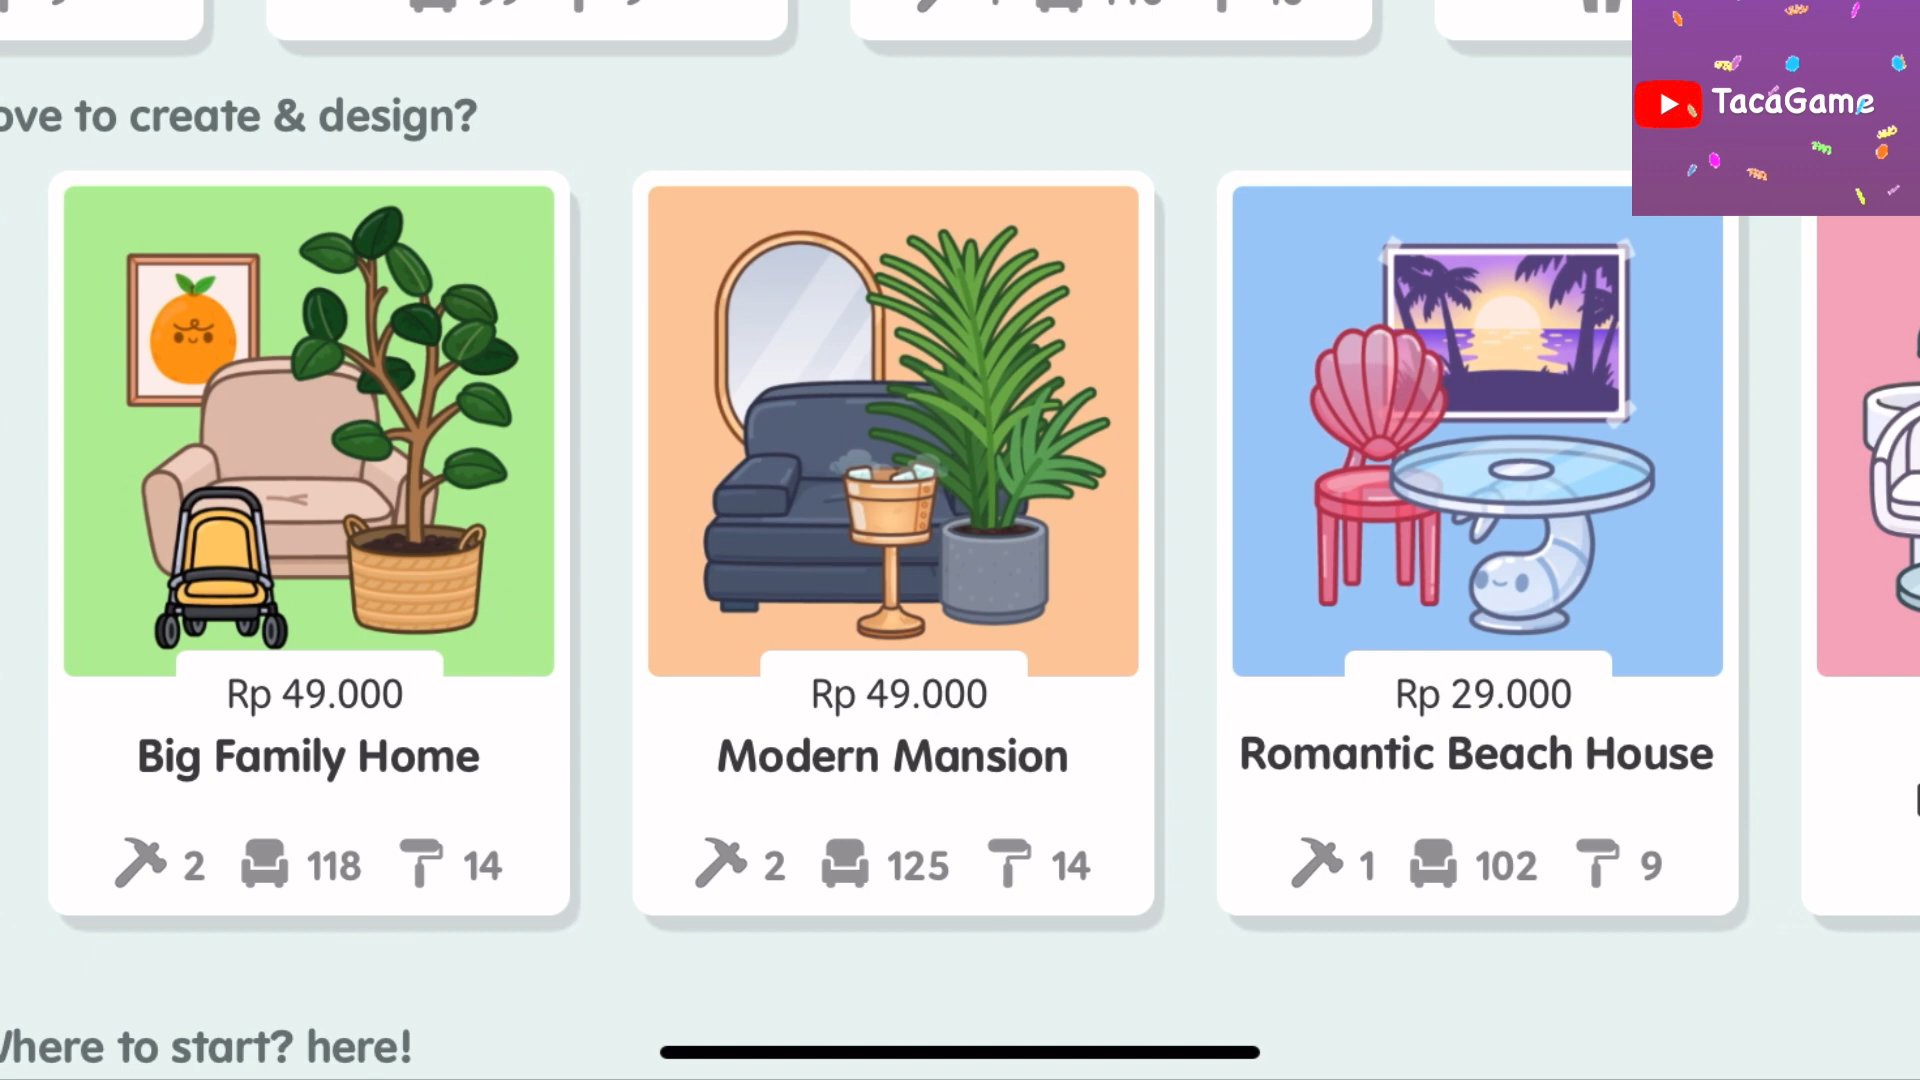 ove to create & design?
TacaGame
Rp 49.000
Big Family Home
2 118 14
Rp 49.000
Modern Mansion
2 125 14
Rp 29.000
Romantic Beach House
1 102 9
Where to start? here!